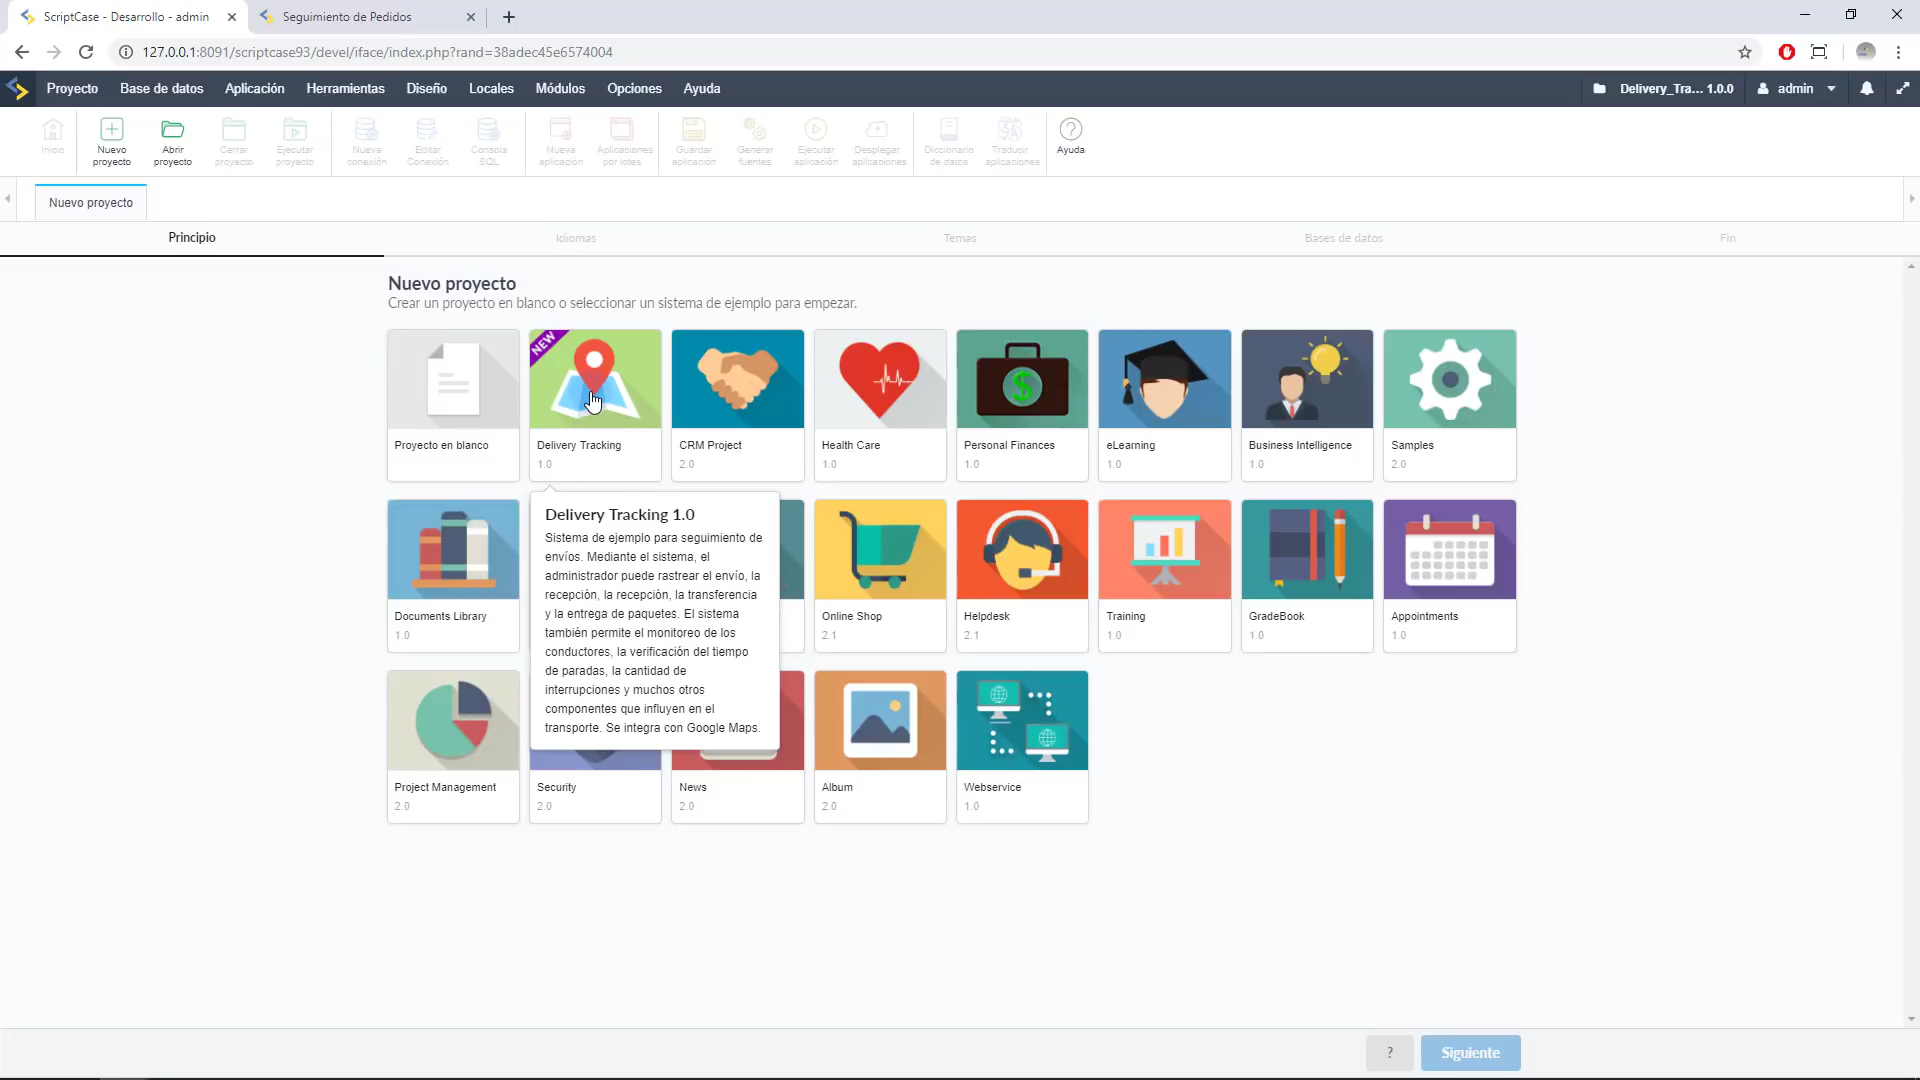 ScriptCase - Desarrollo - admin
Seguimiento de Pedidos
127.0.0.1:8091/scriptcase93/devel/iface/index.php?rand=38adec45e6574004
Proyecto
Base de datos
Aplicación
Herramientas
Diseño
Locales
Módulos
Opciones
Ayuda
Delivery_Tra... 1.0.0
admin
Inicio
Nuevo
proyecto
Abrir
proyecto
Cerrar
proyecto
Ejecutar
proyecto
Nueva
conexión
Editar
Conexión
Consola
SQL
Nueva
aplicación
Aplicaciones
por lotes
Guardar
aplicación
Generar
fuentes
Ejecutar
aplicación
Desplegar
aplicaciones
Diccionario
de datos
Traducir
aplicaciones
Ayuda
Nuevo proyecto
Principio
Idiomas
Temas
Bases de datos
Fin
Nuevo proyecto
Crear un proyecto en blanco o seleccionar un sistema de ejemplo para empezar.
Proyecto en blanco
NEW
Delivery Tracking
1.0
CRM Project
2.0
Health Care
1.0
Personal Finances
1.0
eLearning
1.0
Business Intelligence
1.0
Samples
2.0
Documents Library
1.0
Delivery Tracking 1.0
Sistema de ejemplo para seguimiento de
envíos. Mediante el sistema, el
administrador puede rastrear el envío, la
recepción, la recepción, la transferencia
y la entrega de paquetes. El sistema
también permite el monitoreo de los
conductores, la verificación del tiempo
de paradas, la cantidad de
interrupciones y muchos otros
componentes que influyen en el
transporte. Se integra con Google Maps.
Online Shop
2.1
Helpdesk
2.1
Training
1.0
GradeBook
1.0
Appointments
1.0
Project Management
2.0
Security
2.0
News
2.0
Album
2.0
Webservice
1.0
?
Siguiente